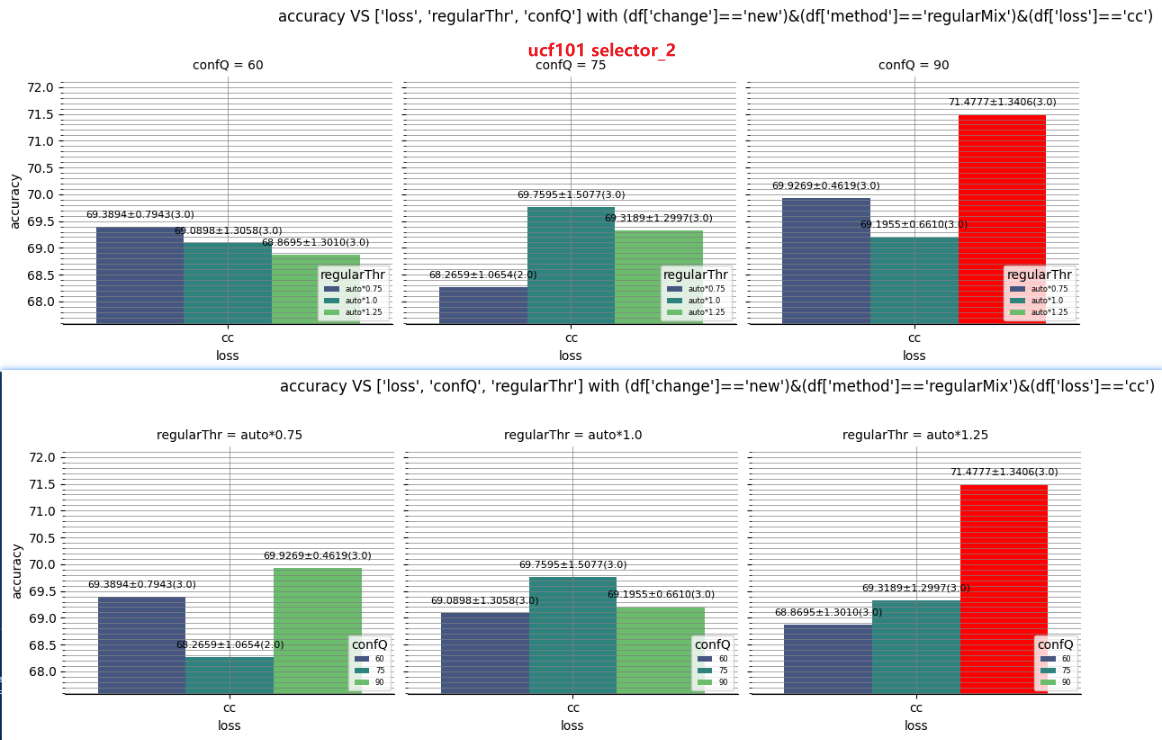 accuracy VS ['loss', 'regularThr', 'confQ'] with (df['change']=='new')&(df['method']=='regularMix')&(df['loss']=='cc')
ucf101 selector_2
confQ = 60
confQ = 75
confQ = 90
accuracy
72.0
71.5
71.0
70.5
70.0
69.5
69.0
68.5
68.0
69.3894±0.7943(3.0)
69.0898±1.3058(3.0)
68.8695±1.3010(3.0)
regularThr
auto*0.75
auto*1.0
auto*1.25
cc
loss
68.2659±1.0654(2.0)
69.7595±1.5077(3.0)
69.3189±1.2997(3.0)
regularThr
auto*0.75
auto*1.0
auto*1.25
cc
loss
69.9269±0.4619(3.0)
69.1955±0.6610(3.0)
71.4777±1.3406(3.0)
regularThr
auto*0.75
auto*1.0
auto*1.25
cc
loss
accuracy VS ['loss', 'confQ', 'regularThr'] with (df['change']=='new')&(df['method']=='regularMix')&(df['loss']=='cc')
regularThr = auto*0.75
regularThr = auto*1.0
regularThr = auto*1.25
accuracy
72.0
71.5
71.0
70.5
70.0
69.5
69.0
68.5
68.0
69.3894±0.7943(3.0)
68.2659±1.0654(2.0)
69.9269±0.4619(3.0)
confQ
60
75
90
cc
loss
69.0898±1.3058(3.0)
69.7595±1.5077(3.0)
69.1955±0.6610(3.0)
confQ
60
75
90
cc
loss
68.8695±1.3010(3.0)
69.3189±1.2997(3.0)
71.4777±1.3406(3.0)
confQ
60
75
90
cc
loss